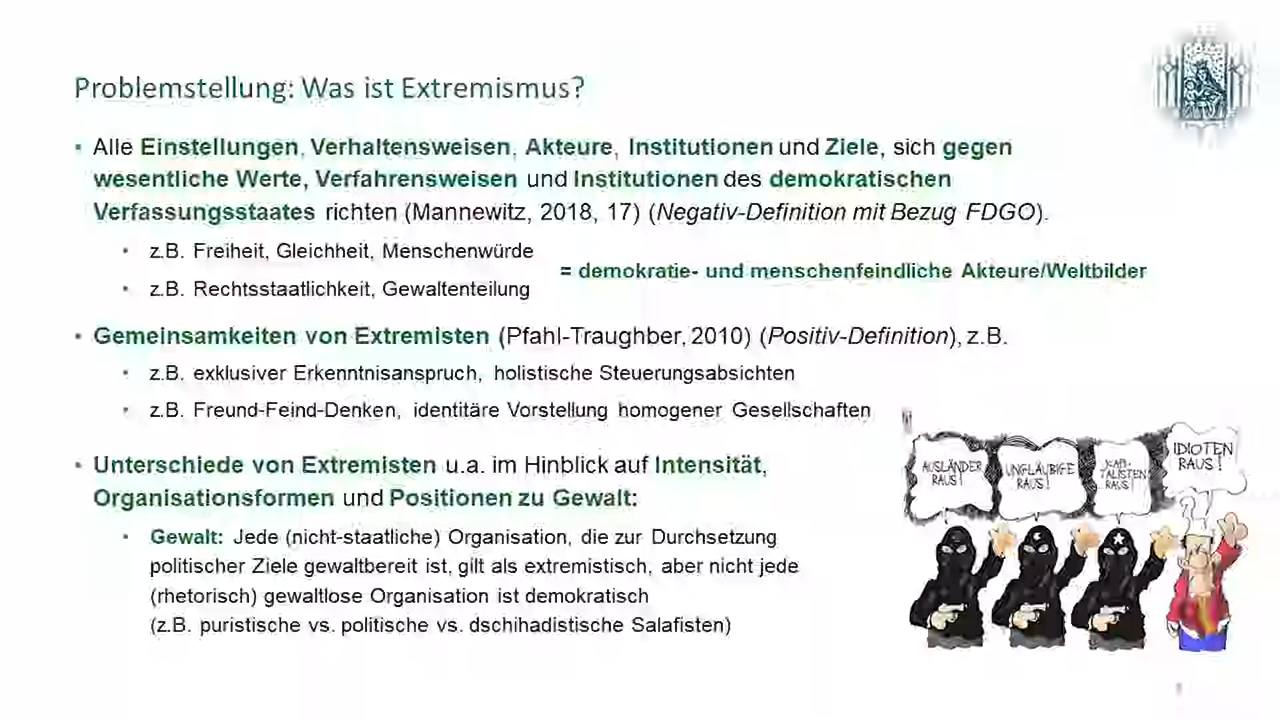 Problemstellung: Was ist Extremismus?
• Alle Einstellungen, Verhaltensweisen, Akteure, Institutionen und Ziele, sich gegen
wesentliche Werte, Verfahrensweisen und Institutionen des demokratischen
Verfassungsstaates richten (Mannewitz, 2018, 17) (Negativ-Definition mit Bezug FDGO).
• z.B. Freiheit, Gleichheit, Menschenwürde
= demokratie- und menschenfeindliche Akteure/Weltbilder
• z.B. Rechtsstaatlichkeit, Gewaltenteilung
• Gemeinsamkeiten von Extremisten (Pfahl-Traughber, 2010) (Positiv-Definition), z.B.
• z.B. exklusiver Erkenntnisanspruch, holistische Steuerungsabsichten
• z.B. Freund-Feind-Denken, identitäre Vorstellung homogener Gesellschaften
• Unterschiede von Extremisten u.a. im Hinblick auf Intensität,
Organisationsformen und Positionen zu Gewalt:
• Gewalt: Jede (nicht-staatliche) Organisation, die zur Durchsetzung
politischer Ziele gewaltbereit ist, gilt als extremistisch, aber nicht jede
(rhetorisch) gewaltlose Organisation ist demokratisch
(z.B. puristische vs. politische vs. dschihadistische Salafisten)
AUSLÄNDER
RAUS!
UNGLÄUBIGE
RAUS!
KAPI-
TALISTEN
RAUS!
IDIOTEN
RAUS!